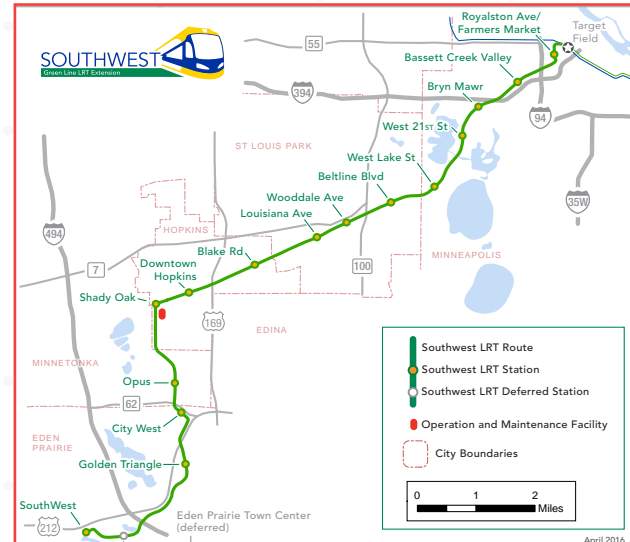 SOUTHWEST
Green Line LRT Extension
55
Royalston Ave/
Farmers Market
Target
Field
Bassett Creek Valley
394
Bryn Mawr
94
West 21ST St
ST LOUIS PARK
West Lake St
Beltline Blvd
35W
Wooddale Ave
Louisiana Ave
494
HOPKINS
MINNEAPOLIS
Blake Rd
7
100
Downtown
Hopkins
Shady Oak
169
EDINA
MINNETONKA
Opus
62
City West
EDEN
PRAIRIE
Golden Triangle
SouthWest
212
Eden Prairie Town Center
(deferred)
Southwest LRT Route
Southwest LRT Station
Southwest LRT Deferred Station
Operation and Maintenance Facility
City Boundaries
0 1 2
Miles
April 2016